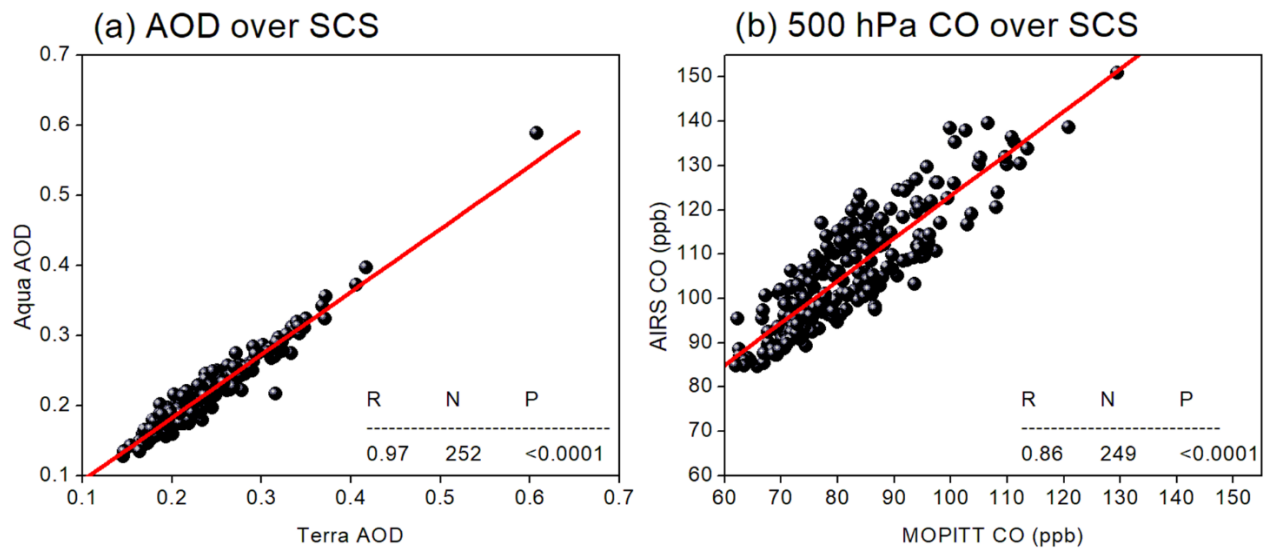 (a) AOD over SCS
0.7
0.6
0.5
0.4
0.3
0.2
0.1
Aqua AOD
R N P
0.97 252 <0.0001
0.1 0.2 0.3 0.4 0.5 0.6 0.7
Terra AOD
(b) 500 hPa CO over SCS
150
140
130
120
110
100
90
80
70
60
AIRS CO (ppb)
R N P
0.86 249 <0.0001
60 70 80 90 100 110 120 130 140 150
MOPITT CO (ppb)